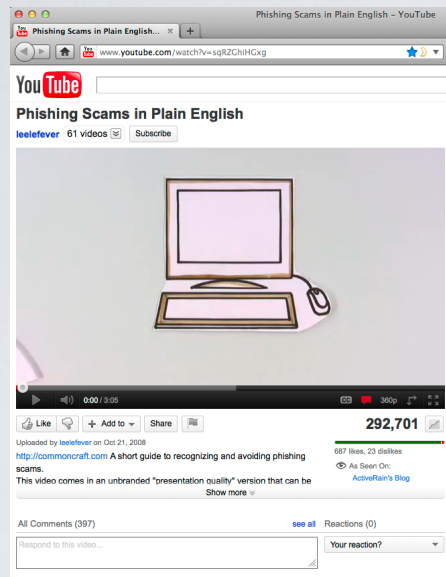 Phishing Scams in Plain English – YouTube
Phishing Scams in Plain English...
www.youtube.com/watch?v=sqRZGhiHGxg
YouTube
Phishing Scams in Plain English
leelefever 61 videos Subscribe
0:00 / 3:05 CC 360p
Like Add to Share 292,701
Uploaded by leelefever on Oct 21, 2008
http://commoncraft.com A short guide to recognizing and avoiding phishing
scams.
This video comes in an unbranded "presentation quality" version that can be
Show more
687 likes, 23 dislikes
As Seen On:
ActiveRain's Blog
All Comments (397) see all
Respond to this video...
Reactions (0)
Your reaction?